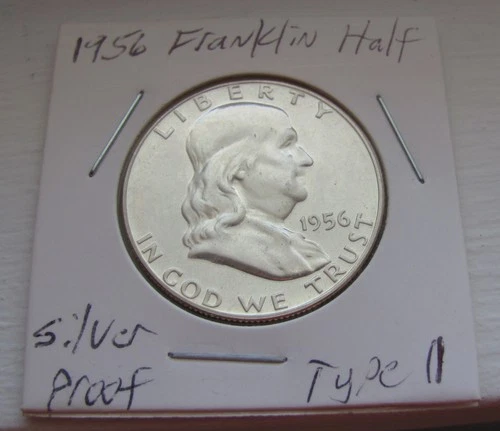 1956 Franklin Half
LIBERTY
1956
IN GOD WE TRUST
Silver
Proof
Type II